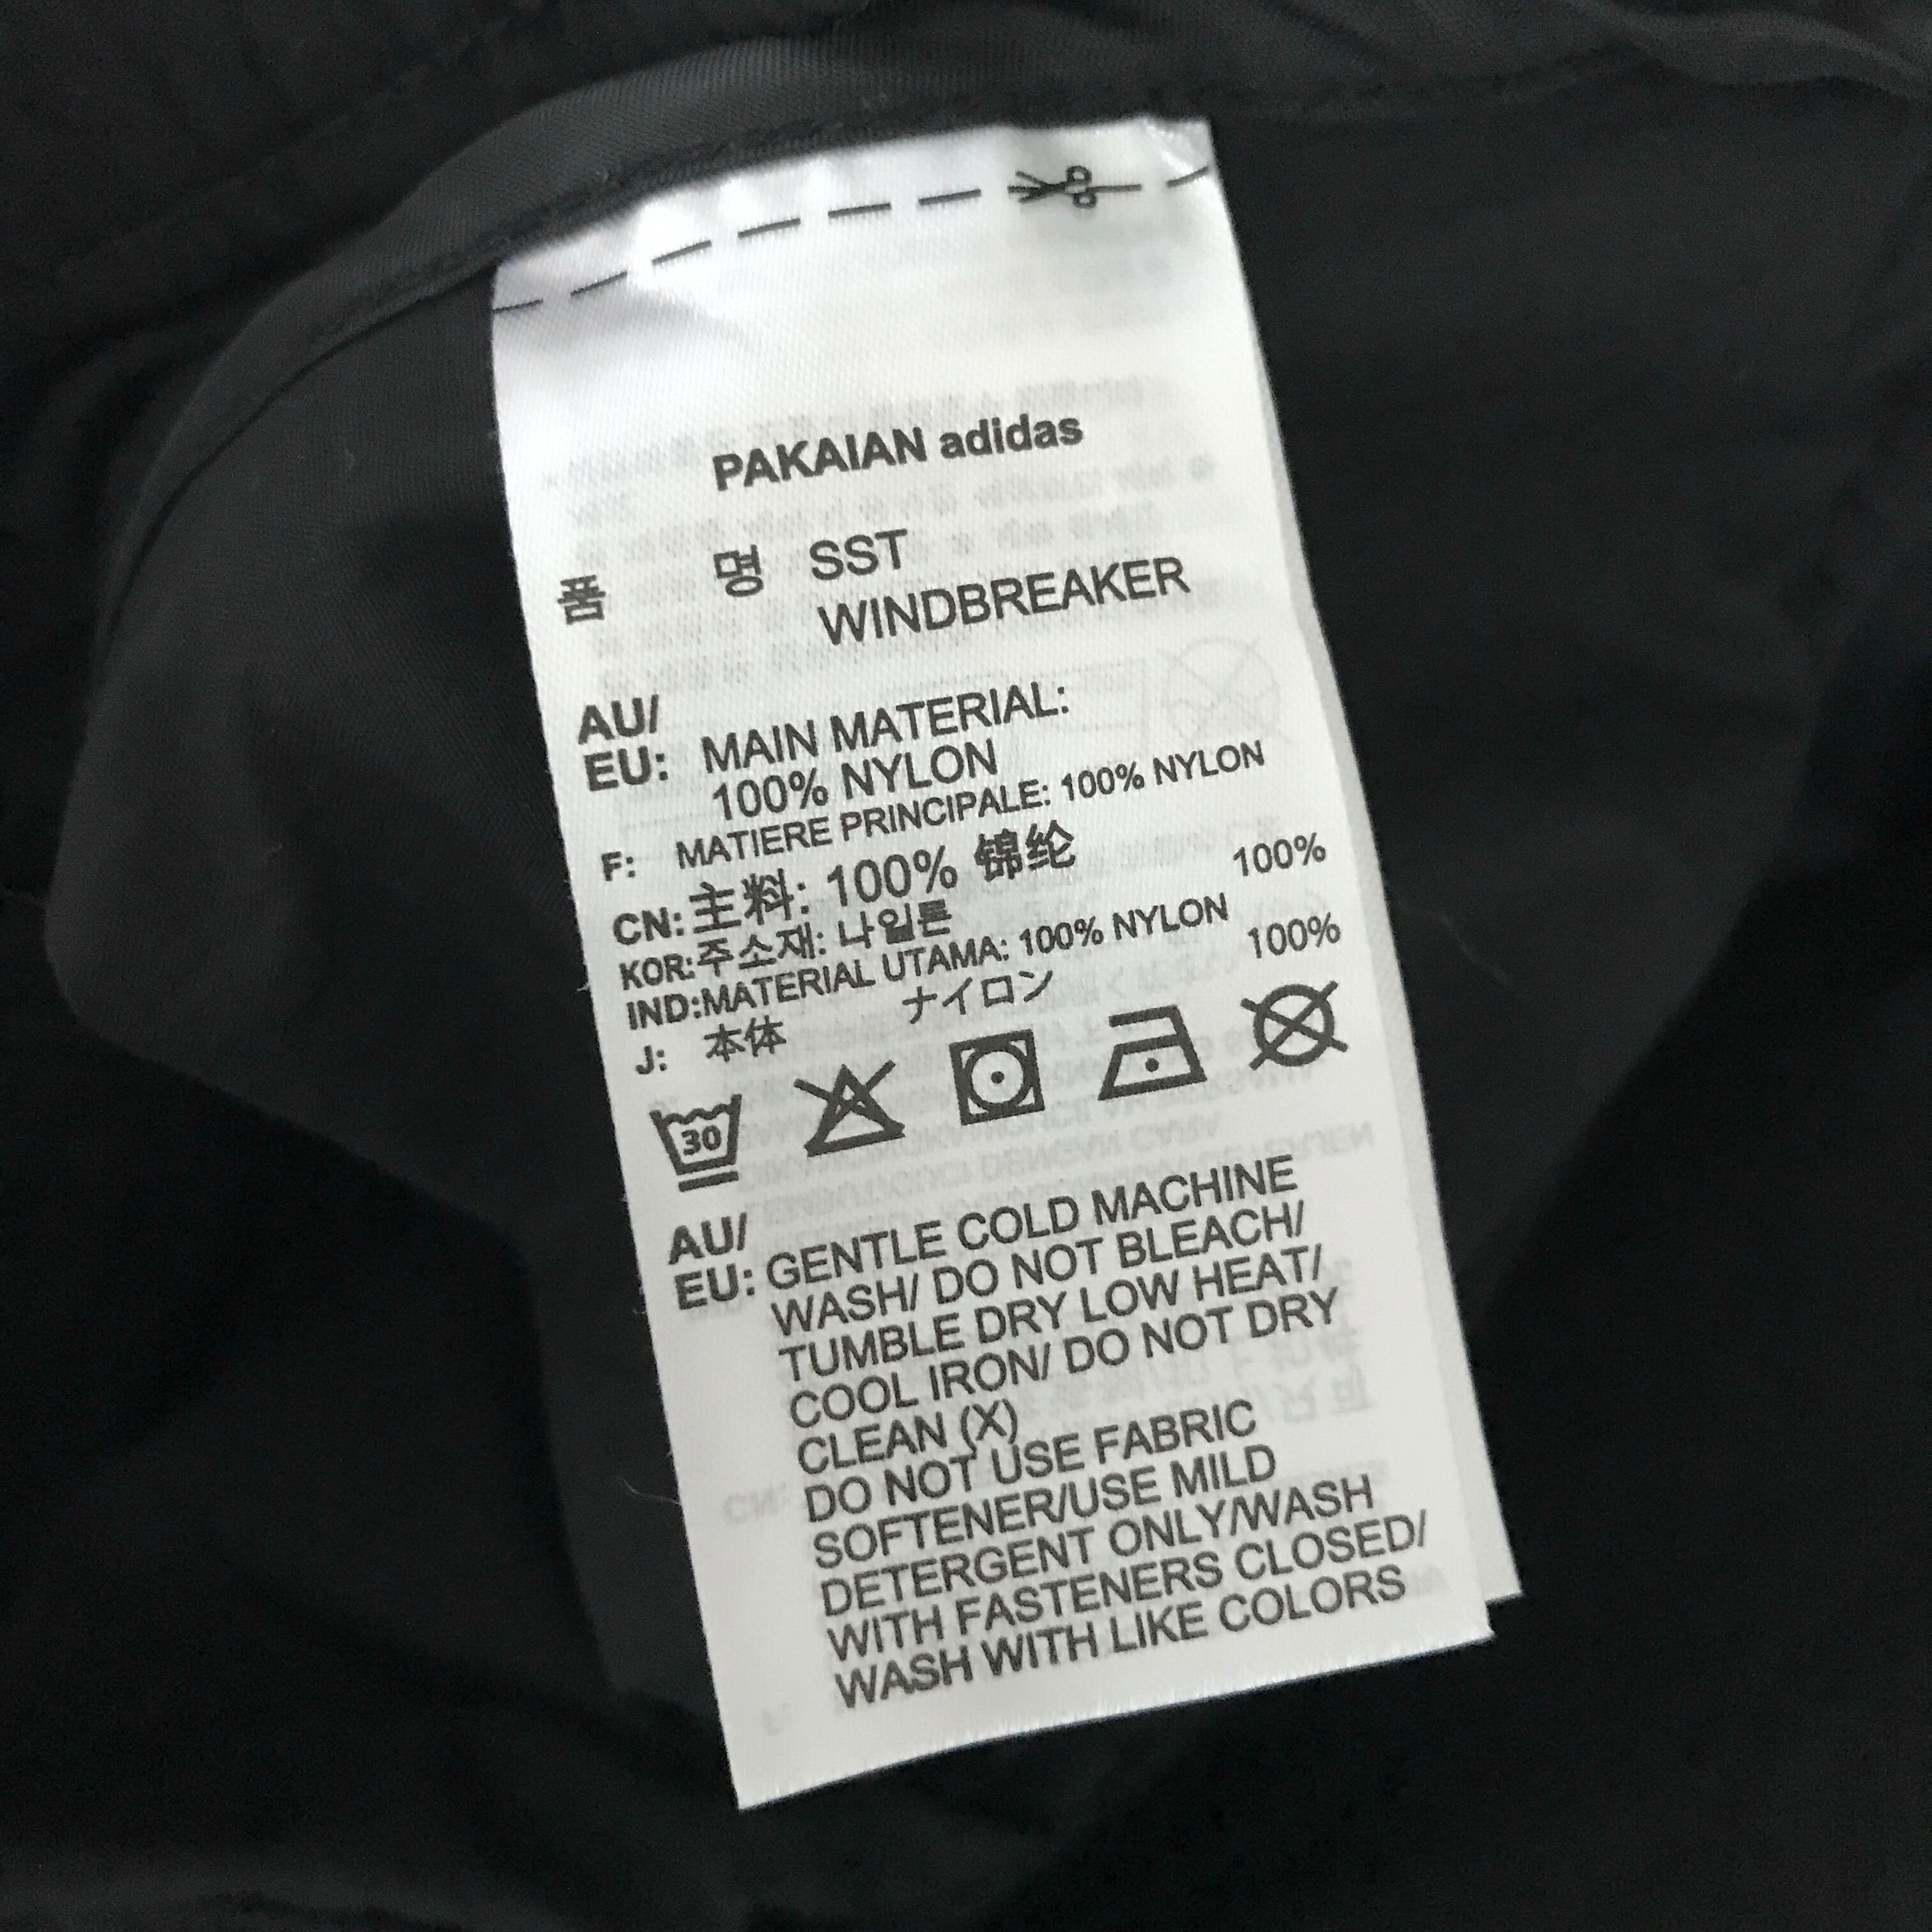 PAKAIAN adidas
품 명 SST
WINDBREAKER
AU/
EU: MAIN MATERIAL:
100% NYLON
F: MATIERE PRINCIPALE: 100% NYLON
CN: 主料: 100% 锦纶
KOR:주소재: 나일론 100%
IND:MATERIAL UTAMA: 100% NYLON
J: 本体 ナイロン 100%
30
AU/
EU: GENTLE COLD MACHINE
WASH/ DO NOT BLEACH/
TUMBLE DRY LOW HEAT/
COOL IRON/ DO NOT DRY
CLEAN (X)
DO NOT USE FABRIC
SOFTENER/USE MILD
DETERGENT ONLY/WASH
WITH FASTENERS CLOSED/
WASH WITH LIKE COLORS